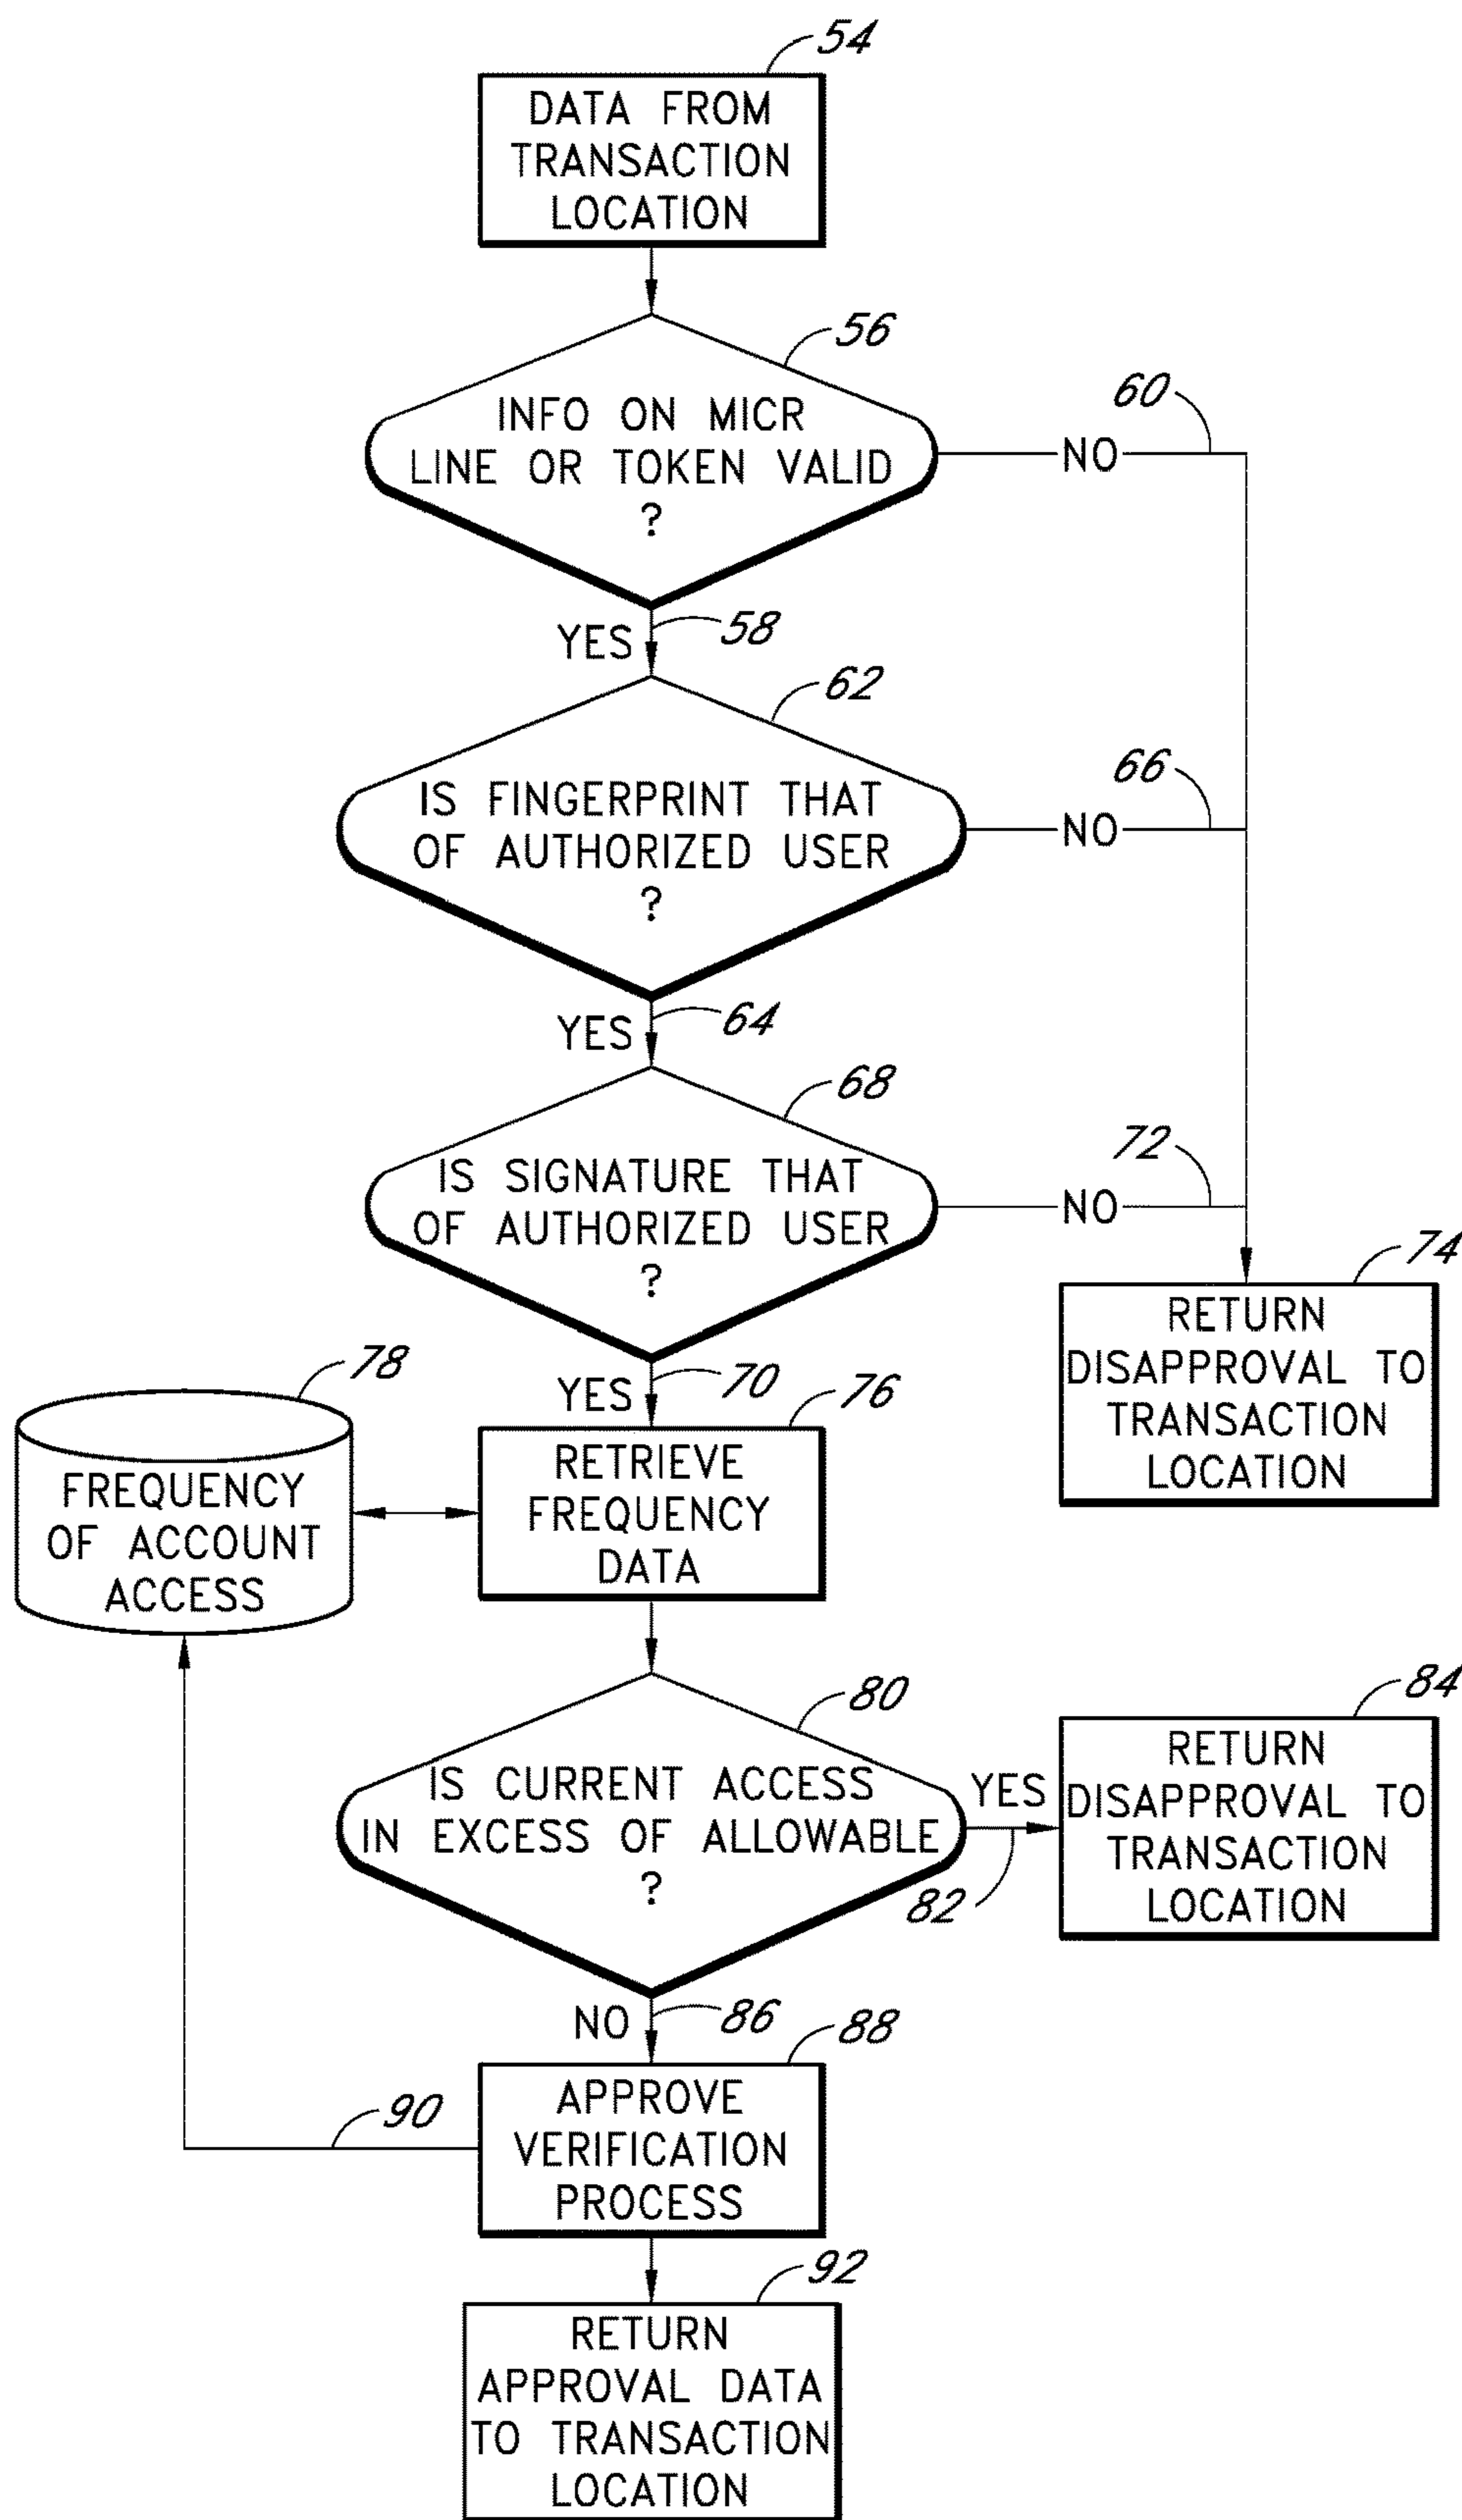 54
DATA FROM
TRANSACTION
LOCATION
56
INFO ON MICR
LINE OR TOKEN VALID
?
60
NO
YES
58
62
IS FINGERPRINT THAT
OF AUTHORIZED USER
?
66
NO
YES
64
68
IS SIGNATURE THAT
OF AUTHORIZED USER
?
72
NO
74
RETURN
DISAPPROVAL TO
TRANSACTION
LOCATION
YES
70
76
RETRIEVE
FREQUENCY
DATA
78
FREQUENCY
OF ACCOUNT
ACCESS
80
IS CURRENT ACCESS
IN EXCESS OF ALLOWABLE
?
YES
82
84
RETURN
DISAPPROVAL TO
TRANSACTION
LOCATION
NO
86
88
APPROVE
VERIFICATION
PROCESS
90
92
RETURN
APPROVAL DATA
TO TRANSACTION
LOCATION